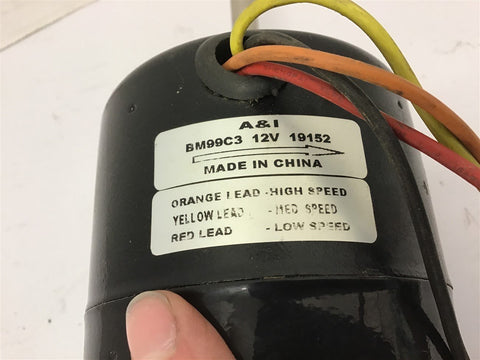 A&I
BM99C3 12V 19152
MADE IN CHINA
ORANGE LEAD -HIGH SPEED
YELLOW LEAD - MED SPEED
RED LEAD - LOW SPEED